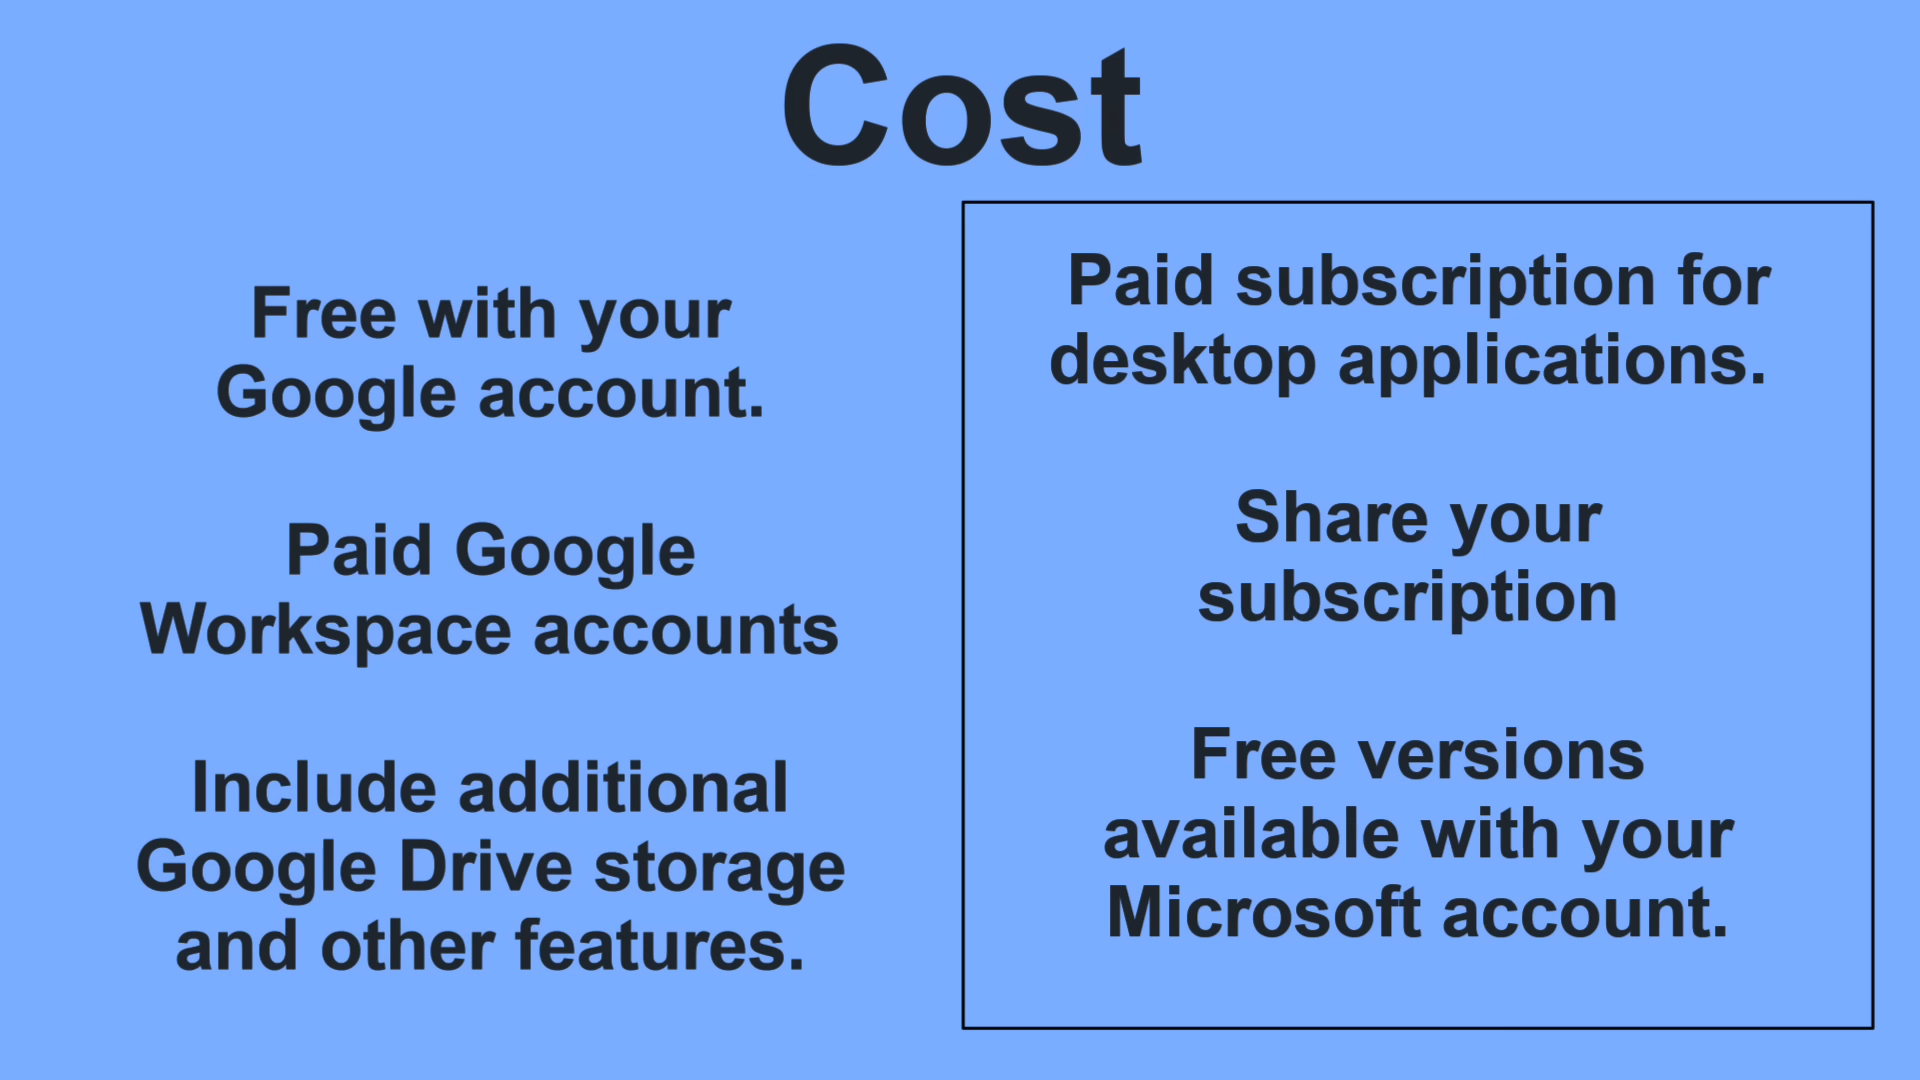 Cost
Free with your
Google account.
Paid Google
Workspace accounts
Include additional
Google Drive storage
and other features.
Paid subscription for
desktop applications.
Share your
subscription
Free versions
available with your
Microsoft account.